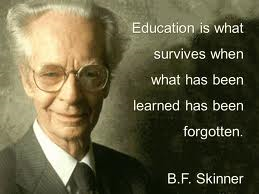 Education is what
survives when
what has been
learned has been
forgotten.
B.F. Skinner